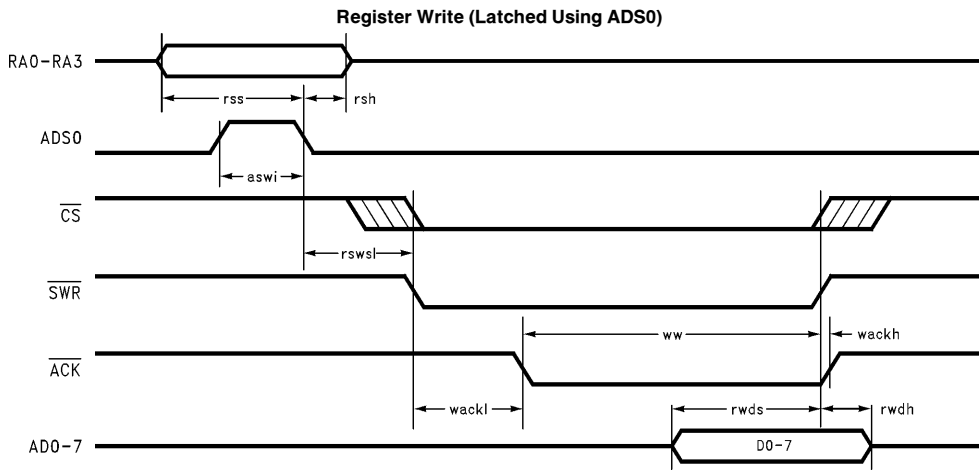 Register Write (Latched Using ADS0)
RA0-RA3
rss
rsh
ADS0
aswi
CS
rswsl
SWR
ww
wackh
ACK
wackl
rwds
rwdh
AD0-7
D0-7